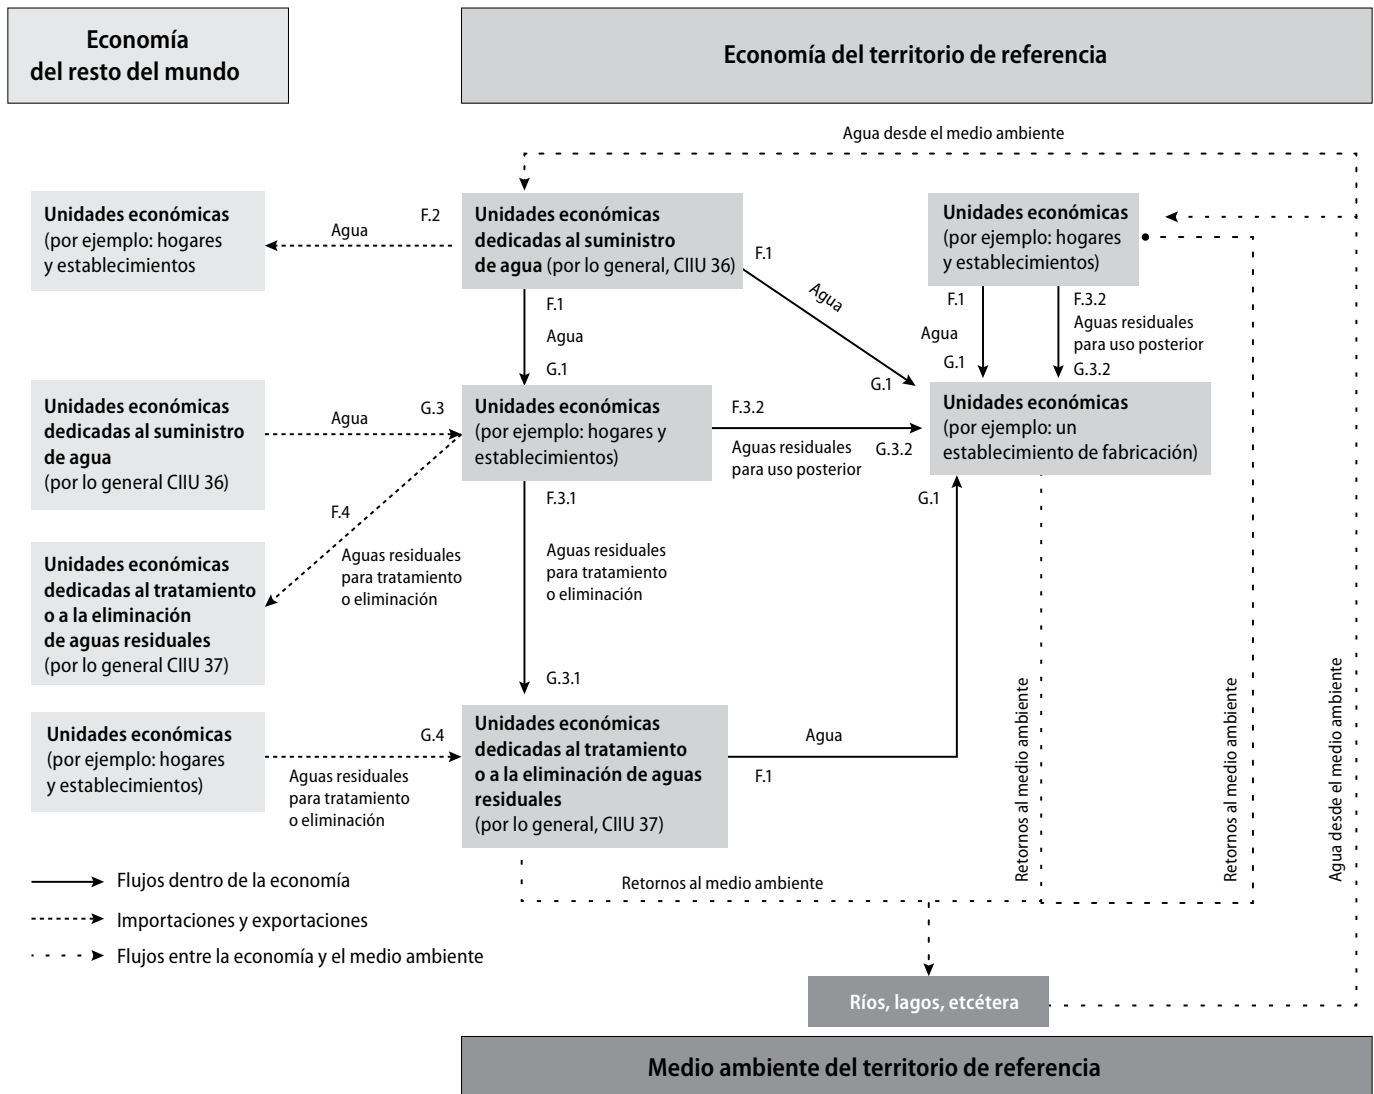 Economía
del resto del mundo
Economía del territorio de referencia
Agua desde el medio ambiente
Unidades económicas
(por ejemplo: hogares
y establecimientos
Agua
F.2
Unidades económicas
dedicadas al suministro
de agua (por lo general, CIIU 36)
F.1
Agua
Unidades económicas
(por ejemplo: hogares
y establecimientos)
F.1
Agua
G.1
F.1
Agua
G.1
F.3.2
Aguas residuales
para uso posterior
G.3.2
G.1
Unidades económicas
dedicadas al suministro
de agua
(por lo general CIIU 36)
Agua
G.3
Unidades económicas
(por ejemplo: hogares y
establecimientos)
F.3.2
Aguas residuales
para uso posterior
G.3.2
Unidades económicas
(por ejemplo: un
establecimiento de fabricación)
G.1
F.4
Aguas residuales
para tratamiento
o eliminación
F.3.1
Aguas residuales
para tratamiento
o eliminación
G.3.1
Unidades económicas
dedicadas al tratamiento
o a la eliminación
de aguas residuales
(por lo general CIIU 37)
Unidades económicas
(por ejemplo: hogares
y establecimientos)
G.4
Aguas residuales
para tratamiento
o eliminación
Unidades económicas
dedicadas al tratamiento
o a la eliminación de aguas
residuales
(por lo general, CIIU 37)
Agua
F.1
Retornos al medio ambiente
Retornos al medio ambiente
Agua desde el medio ambiente
Retornos al medio ambiente
Flujos dentro de la economía
Importaciones y exportaciones
Flujos entre la economía y el medio ambiente
Ríos, lagos, etcétera
Medio ambiente del territorio de referencia